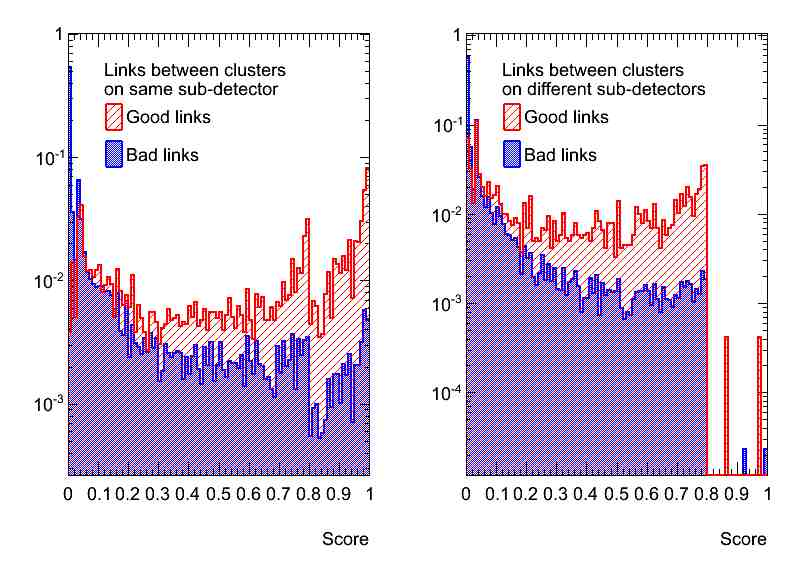 1
10-1
10-2
10-3
Links between clusters
on same sub-detector
Good links
Bad links
0 0.1 0.2 0.3 0.4 0.5 0.6 0.7 0.8 0.9 1
Score
1
10-1
10-2
10-3
10-4
Links between clusters
on different sub-detectors
Good links
Bad links
0 0.1 0.2 0.3 0.4 0.5 0.6 0.7 0.8 0.9 1
Score